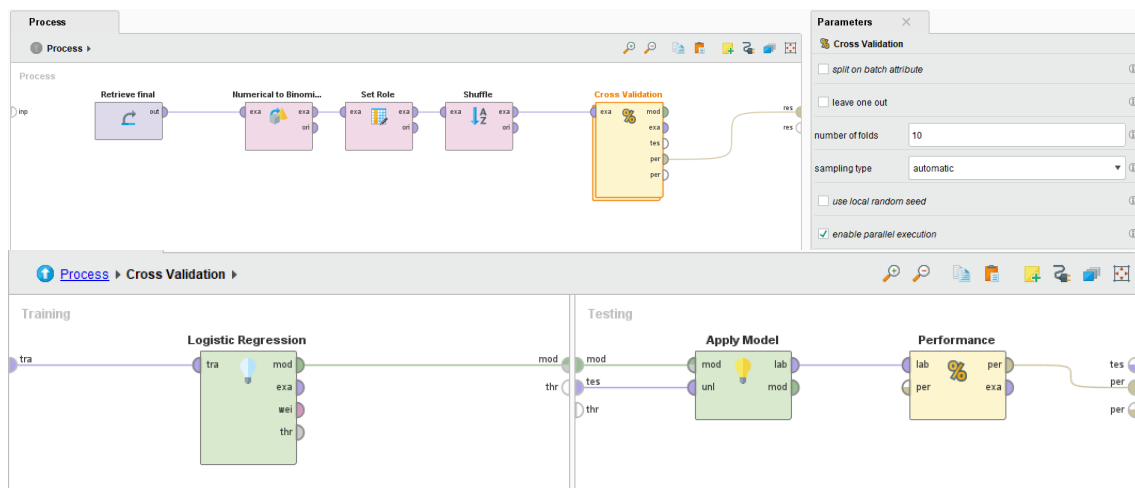 Process
Process
Process
inp
Retrieve final
out
Numerical to Binomi...
exa
exa
ori
Set Role
exa
exa
ori
Shuffle
exa
exa
ori
Cross Validation
exa
mod
exa
tes
per
per
res
res
Parameters
Cross Validation
split on batch attribute
leave one out
number of folds
10
sampling type
automatic
use local random seed
enable parallel execution
Process Cross Validation
Training
tra
Logistic Regression
tra
mod
exa
wei
thr
mod
thr
Testing
mod
tes
thr
Apply Model
mod
unl
lab
mod
Performance
lab
per
per
exa
tes
per
per